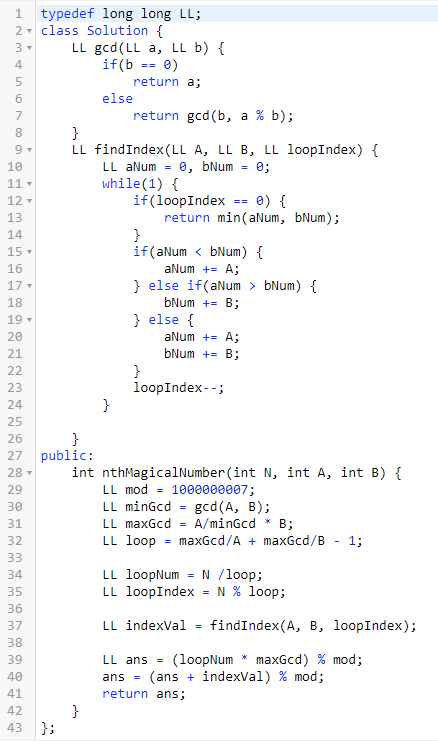 1 typedef long long LL;
2 class Solution {
3     LL gcd(LL a, LL b) {
4         if(b == 0)
5             return a;
6         else
7             return gcd(b, a % b);
8     }
9     LL findIndex(LL A, LL B, LL loopIndex) {
10         LL aNum = 0, bNum = 0;
11         while(1) {
12             if(loopIndex == 0) {
13                 return min(aNum, bNum);
14             }
15             if(aNum < bNum) {
16                 aNum += A;
17             } else if(aNum > bNum) {
18                 bNum += B;
19             } else {
20                 aNum += A;
21                 bNum += B;
22             }
23             loopIndex--;
24         }
25
26     }
27 public:
28     int nthMagicalNumber(int N, int A, int B) {
29         LL mod = 1000000007;
30         LL minGcd = gcd(A, B);
31         LL maxGcd = A/minGcd * B;
32         LL loop = maxGcd/A + maxGcd/B - 1;
33
34         LL loopNum = N /loop;
35         LL loopIndex = N % loop;
36
37         LL indexVal = findIndex(A, B, loopIndex);
38
39         LL ans = (loopNum * maxGcd) % mod;
40         ans = (ans + indexVal) % mod;
41         return ans;
42     }
43 };